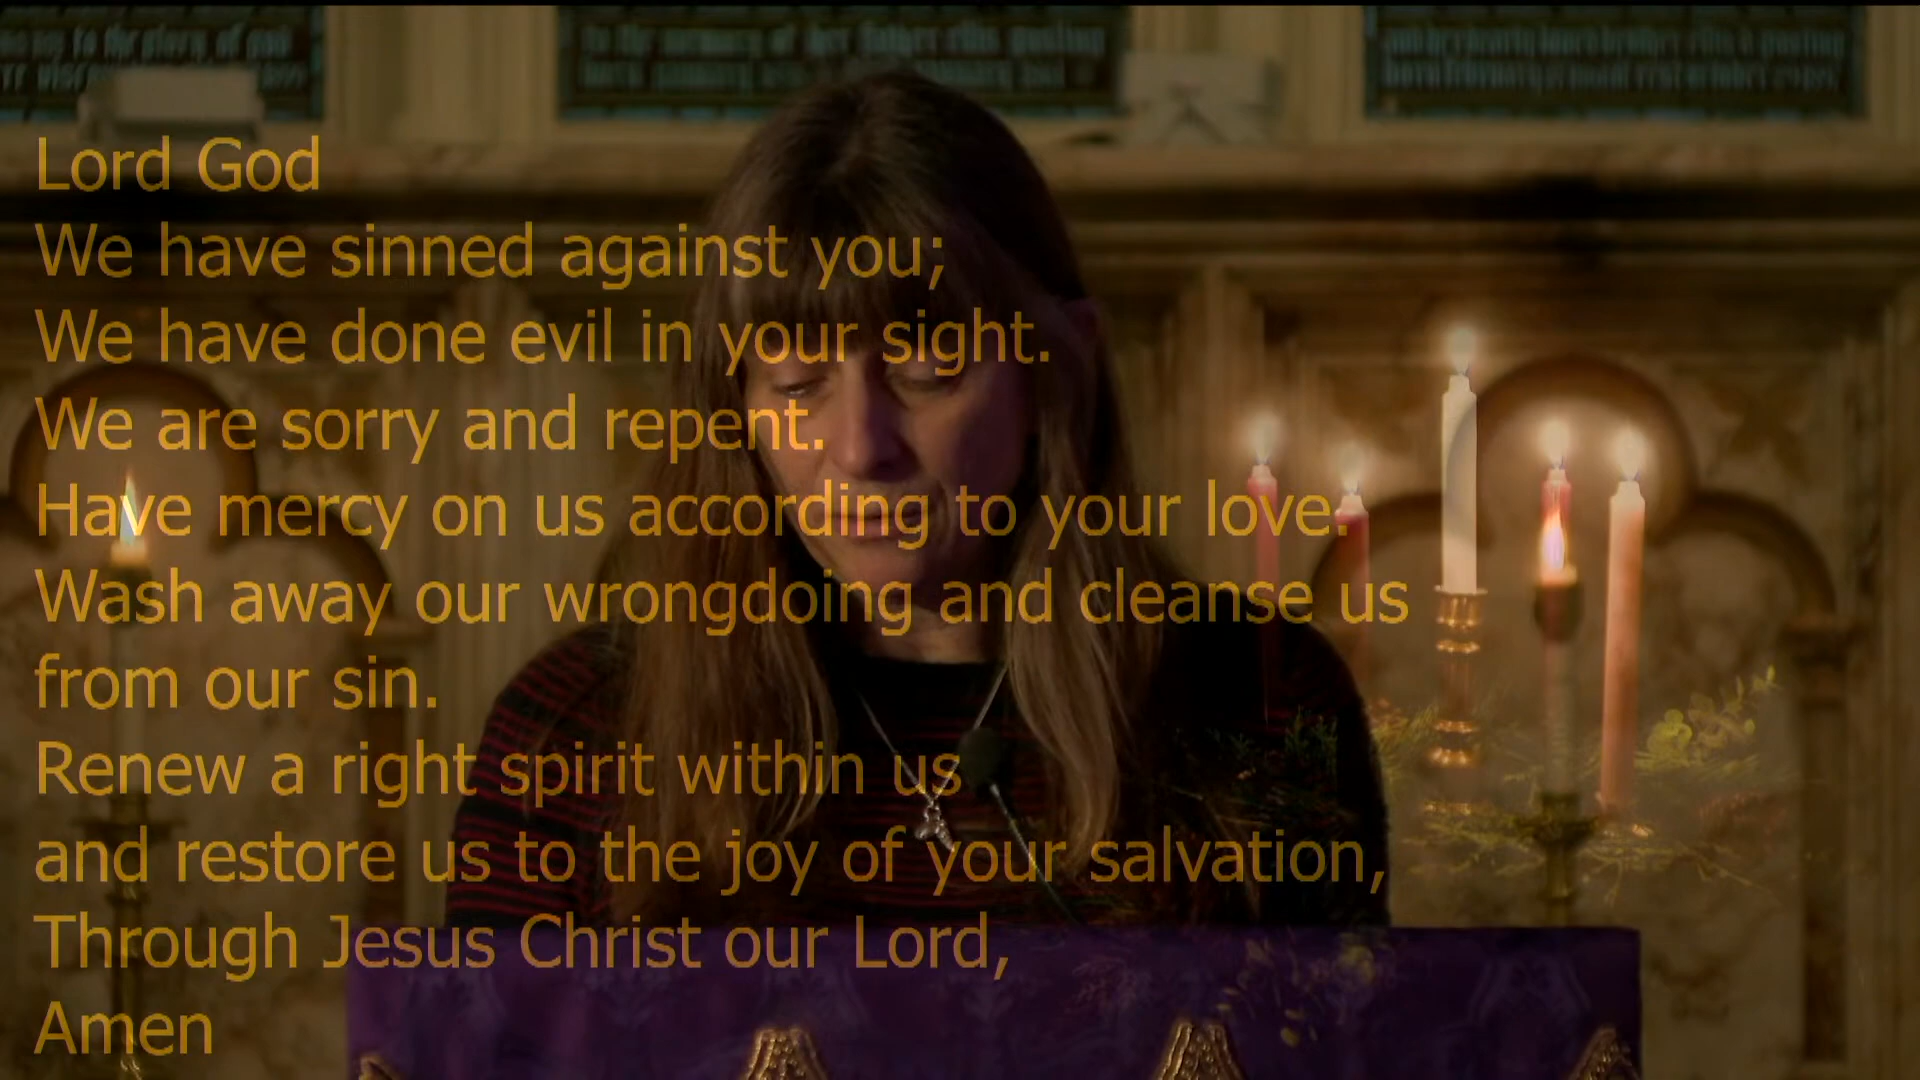 Lord God
We have sinned against you;
We have done evil in your sight.
We are sorry and repent.
Have mercy on us according to your love.
Wash away our wrongdoing and cleanse us
from our sin.
Renew a right spirit within us
and restore us to the joy of your salvation,
Through Jesus Christ our Lord,
Amen